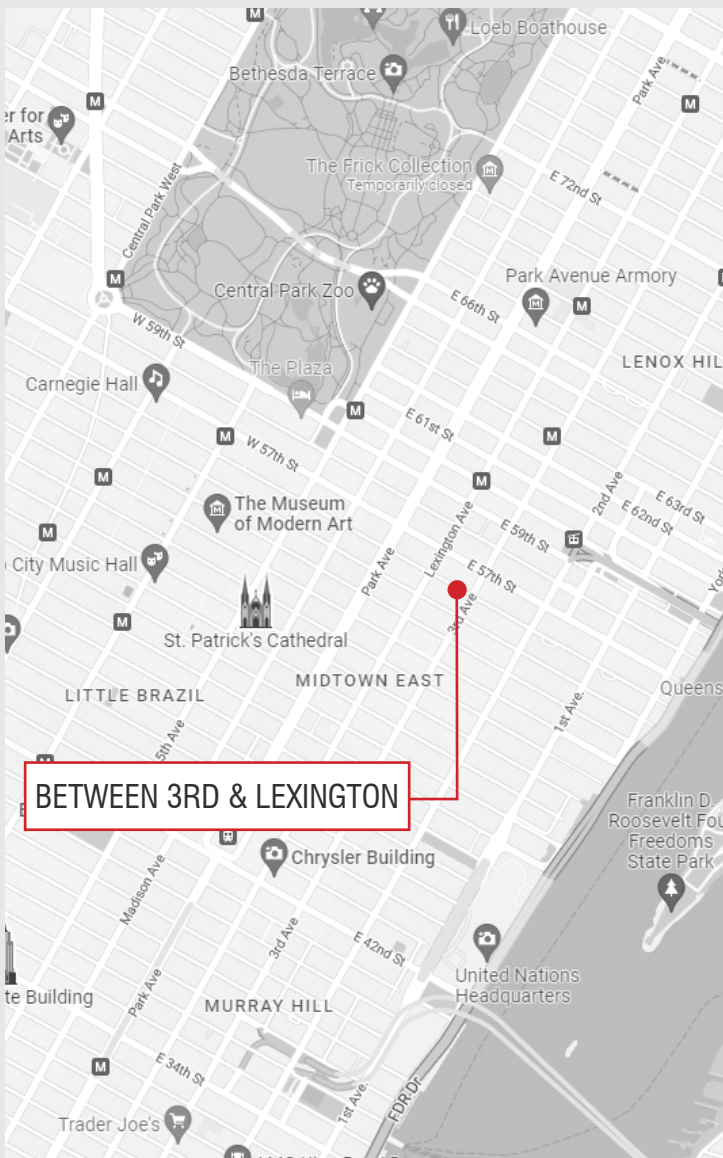 Loeb Boathouse
Bethesda Terrace
Park Ave
M
M
er for
Arts
The Frick Collection
Temporarily closed
E 72nd St
Central Park West
M
M
Central Park Zoo
Park Avenue Armory
E 66th St
M
W 59th St
LENOX HIL
The Plaza
Carnegie Hall
M
E 61st St
M
W 57th St
M
M
M
2nd Ave
E 63rd St
E 62nd St
The Museum
of Modern Art
Lexington Ave
E 59th St
M
City Music Hall
Park Ave
E 57th St
York
3rd Ave
M
St. Patrick's Cathedral
MIDTOWN EAST
LITTLE BRAZIL
Queens
1st Ave.
5th Ave
BETWEEN 3RD & LEXINGTON
Franklin D.
Roosevelt Fou
Freedoms
State Park
Chrysler Building
Madison Ave
3rd Ave
E 42nd St
te Building
United Nations
Headquarters
Park Ave
MURRAY HILL
M
E 34th St
1st Ave.
FDR Dr
Trader Joe's